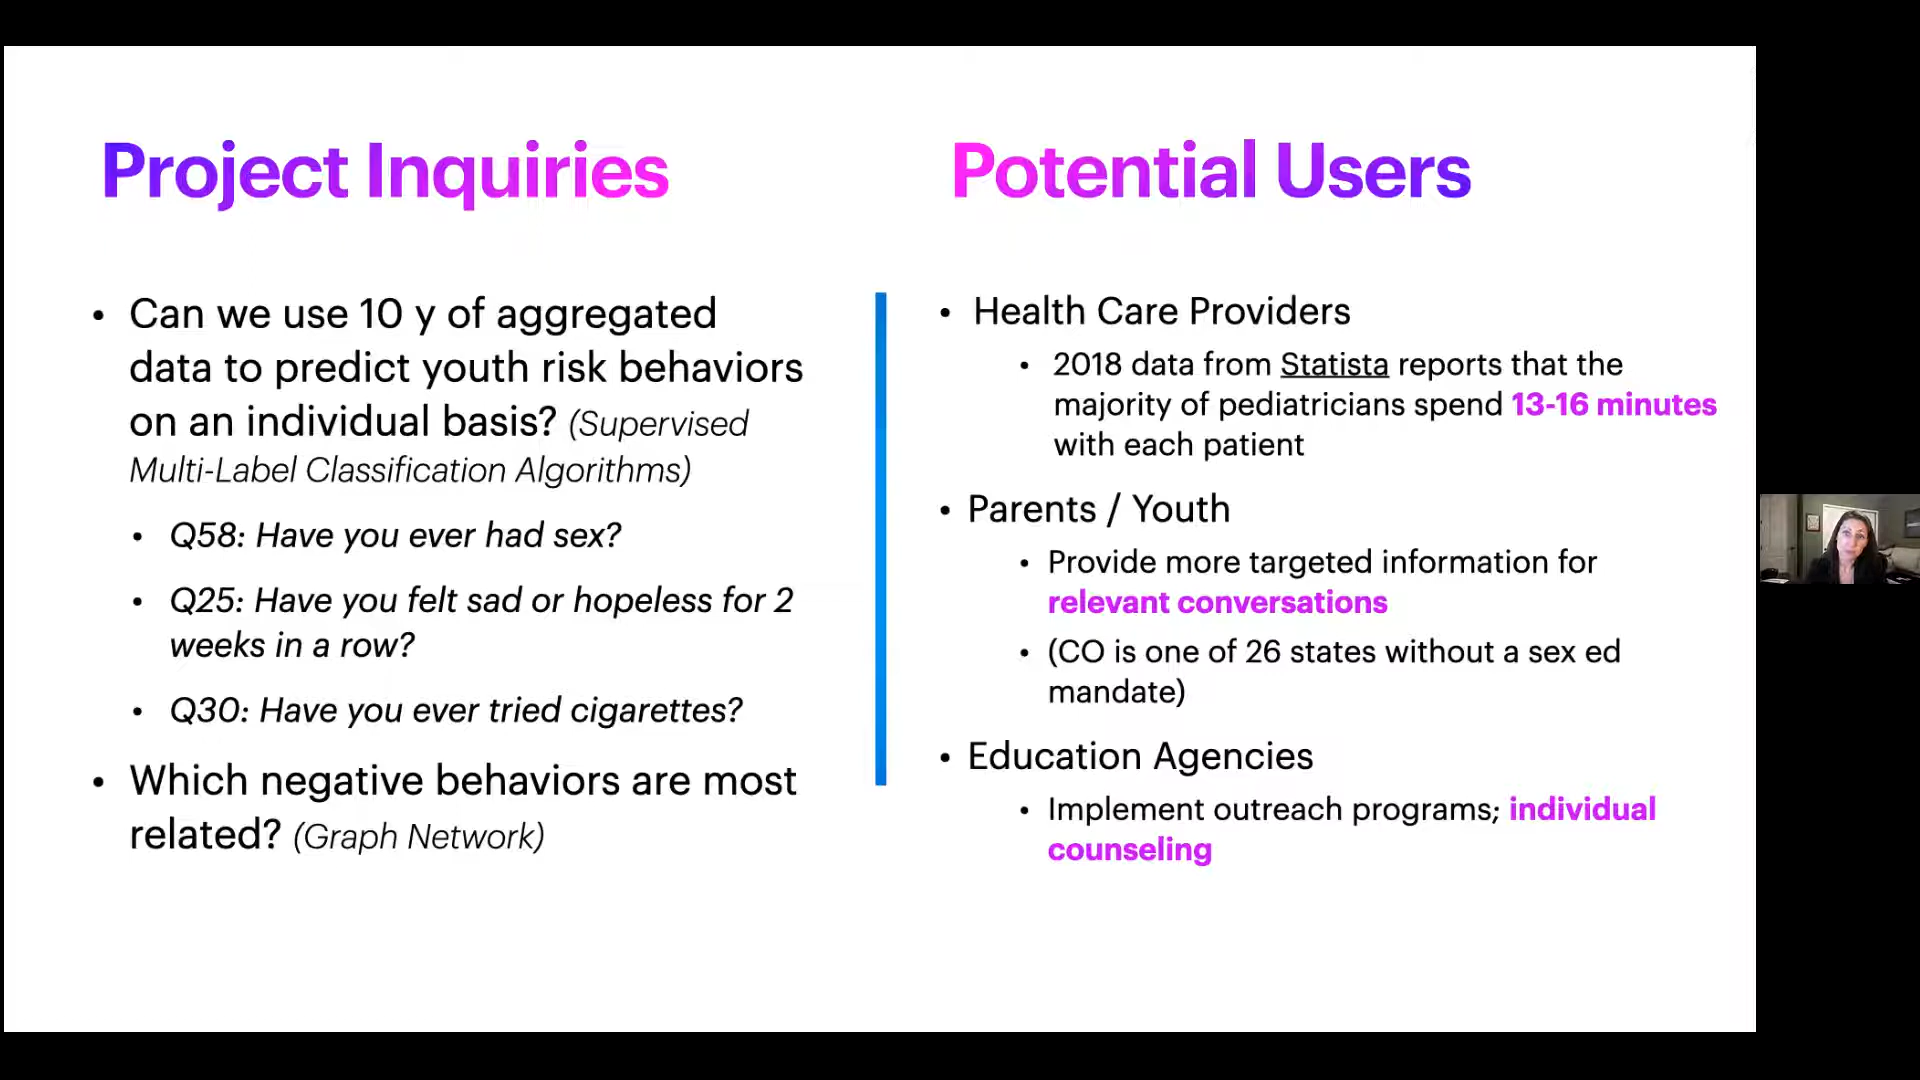 Project Inquiries
• Can we use 10 y of aggregated
data to predict youth risk behaviors
on an individual basis? (Supervised
Multi-Label Classification Algorithms)
• Q58: Have you ever had sex?
• Q25: Have you felt sad or hopeless for 2
weeks in a row?
• Q30: Have you ever tried cigarettes?
• Which negative behaviors are most
related? (Graph Network)
Potential Users
• Health Care Providers
• 2018 data from Statista reports that the
majority of pediatricians spend 13-16 minutes
with each patient
• Parents / Youth
• Provide more targeted information for
relevant conversations
• (CO is one of 26 states without a sex ed
mandate)
• Education Agencies
• Implement outreach programs; individual
counseling